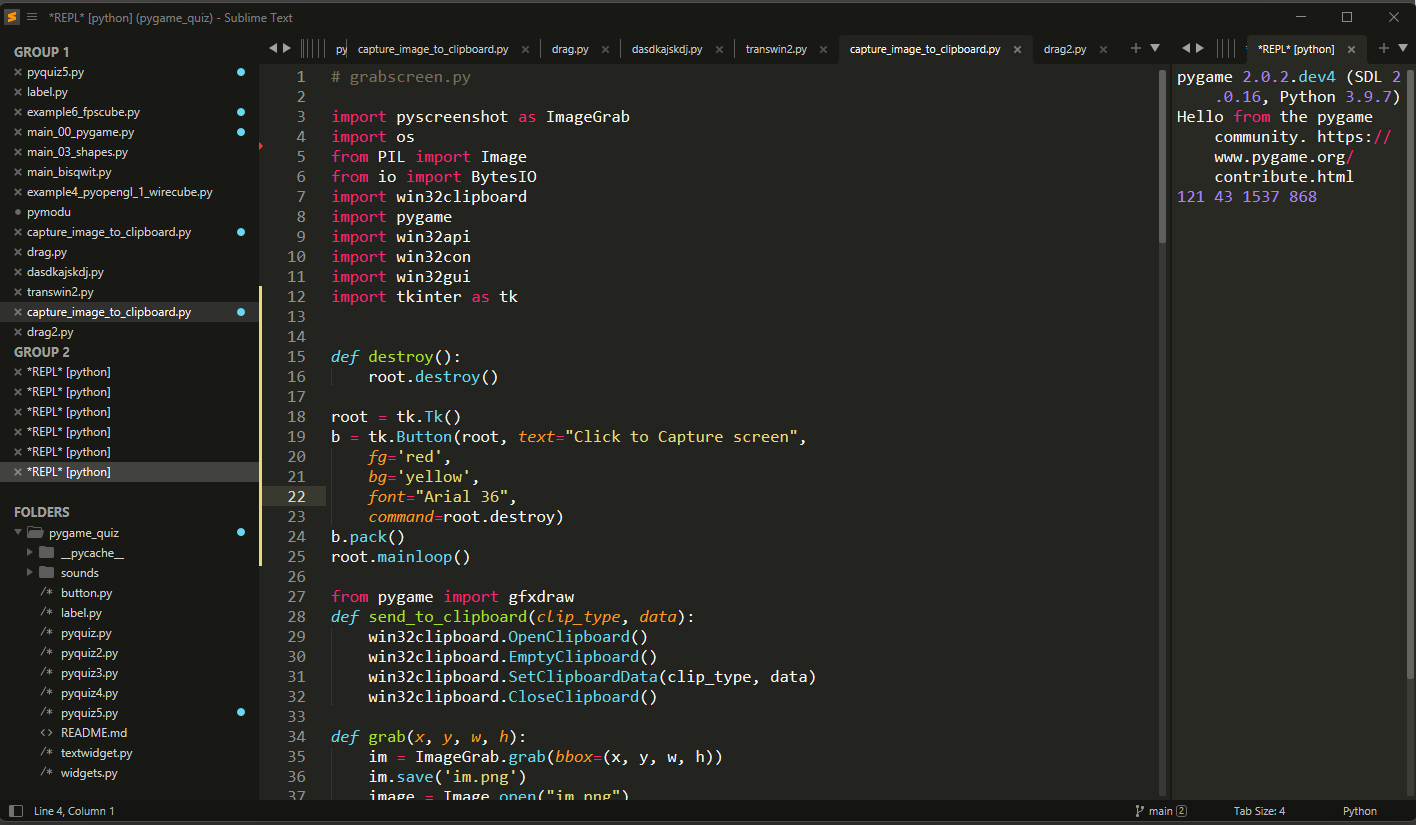 *REPL* [python] (pygame_quiz) - Sublime Text
GROUP 1
pyquiz5.py
label.py
example6_fpscube.py
main_00_pygame.py
main_03_shapes.py
main_bisqwit.py
example4_pyopengl_1_wirecube.py
pymodu
capture_image_to_clipboard.py
drag.py
dasdkajskdj.py
transwin2.py
capture_image_to_clipboard.py
drag2.py
GROUP 2
*REPL* [python]
*REPL* [python]
*REPL* [python]
*REPL* [python]
*REPL* [python]
*REPL* [python]
FOLDERS
pygame_quiz
__pycache__
sounds
/* button.py
/* label.py
/* pyquiz.py
/* pyquiz2.py
/* pyquiz3.py
/* pyquiz4.py
/* pyquiz5.py
<> README.md
/* textwidget.py
/* widgets.py
py capture_image_to_clipboard.py drag.py dasdkajskdj.py transwin2.py capture_image_to_clipboard.py drag2.py
1 # grabscreen.py
2
3 import pyscreenshot as ImageGrab
4 import os
5 from PIL import Image
6 from io import BytesIO
7 import win32clipboard
8 import pygame
9 import win32api
10 import win32con
11 import win32gui
12 import tkinter as tk
13
14
15 def destroy():
16     root.destroy()
17
18 root = tk.Tk()
19 b = tk.Button(root, text="Click to Capture screen",
20     fg='red',
21     bg='yellow',
22     font="Arial 36",
23     command=root.destroy)
24 b.pack()
25 root.mainloop()
26
27 from pygame import gfxdraw
28 def send_to_clipboard(clip_type, data):
29     win32clipboard.OpenClipboard()
30     win32clipboard.EmptyClipboard()
31     win32clipboard.SetClipboardData(clip_type, data)
32     win32clipboard.CloseClipboard()
33
34 def grab(x, y, w, h):
35     im = ImageGrab.grab(bbox=(x, y, w, h))
36     im.save('im.png')
37     image = Image.open("im.png")
*REPL* [python]
pygame 2.0.2.dev4 (SDL 2
.0.16, Python 3.9.7)
Hello from the pygame
community. https://
www.pygame.org/
contribute.html
121 43 1537 868
Line 4, Column 1
main 2
Tab Size: 4
Python